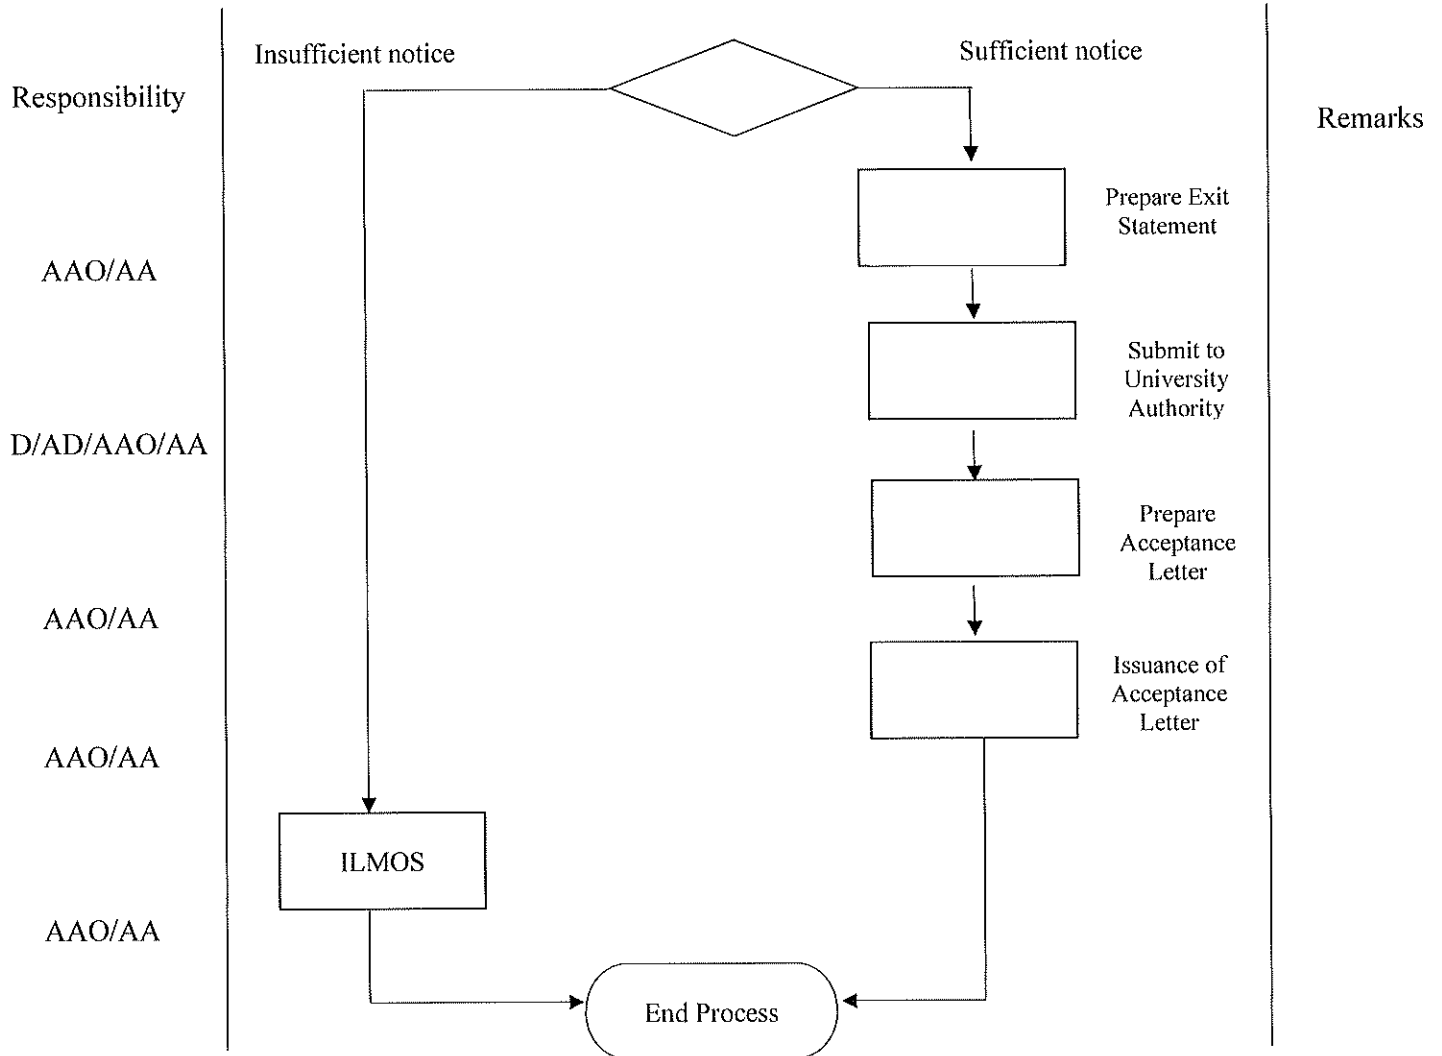 Insufficient notice
Sufficient notice
Responsibility
Remarks
Prepare Exit
Statement
AAO/AA
Submit to
University
Authority
D/AD/AAO/AA
Prepare
Acceptance
Letter
AAO/AA
Issuance of
Acceptance
Letter
AAO/AA
ILMOS
AAO/AA
End Process